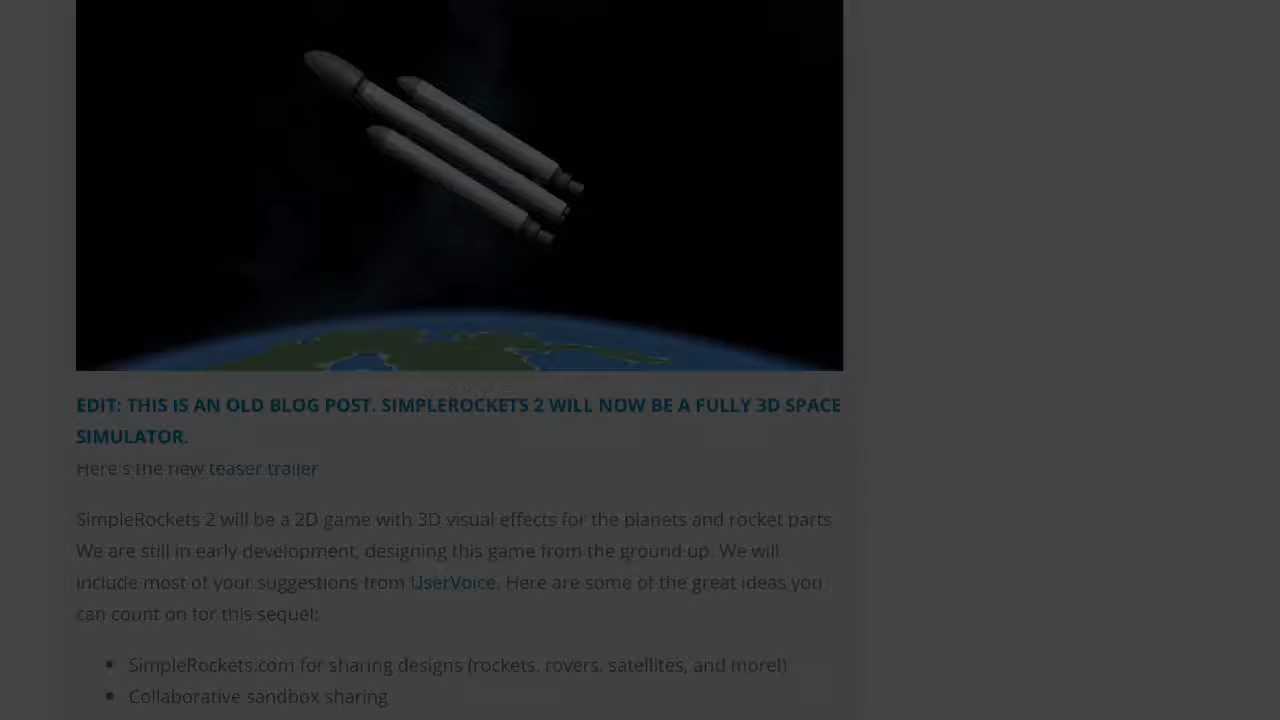 EDIT: THIS IS AN OLD BLOG POST. SIMPLEROCKETS 2 WILL NOW BE A FULLY 3D SPACE
SIMULATOR.
Here's the new teaser trailer
SimpleRockets 2 will be a 2D game with 3D visual effects for the planets and rocket parts.
We are still in early development, designing this game from the ground up. We will
include most of your suggestions from UserVoice. Here are some of the great ideas you
can count on for this sequel:
• SimpleRockets.com for sharing designs (rockets, rovers, satellites, and more!)
• Collaborative sandbox sharing